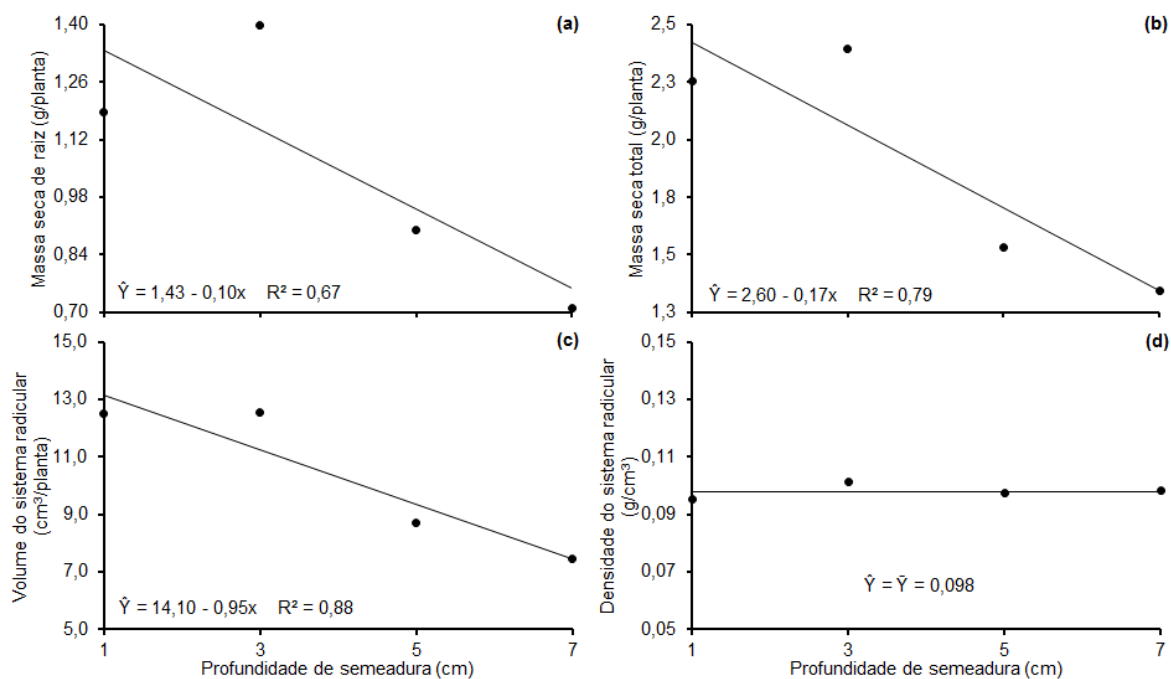 (a)
Massa seca de raiz (g/planta)
1,40
1,26
1,12
0,98
0,84
0,70
Ŷ = 1,43 - 0,10x R² = 0,67
(b)
Massa seca total (g/planta)
2,5
2,3
2,0
1,8
1,5
1,3
Ŷ = 2,60 - 0,17x R² = 0,79
(c)
Volume do sistema radicular
(cm³/planta)
15,0
13,0
11,0
9,0
7,0
5,0
Ŷ = 14,10 - 0,95x R² = 0,88
1 3 5 7
Profundidade de semeadura (cm)
(d)
Densidade do sistema radicular
(g/cm³)
0,15
0,13
0,11
0,09
0,07
0,05
Ŷ = Ȳ = 0,098
1 3 5 7
Profundidade de semeadura (cm)